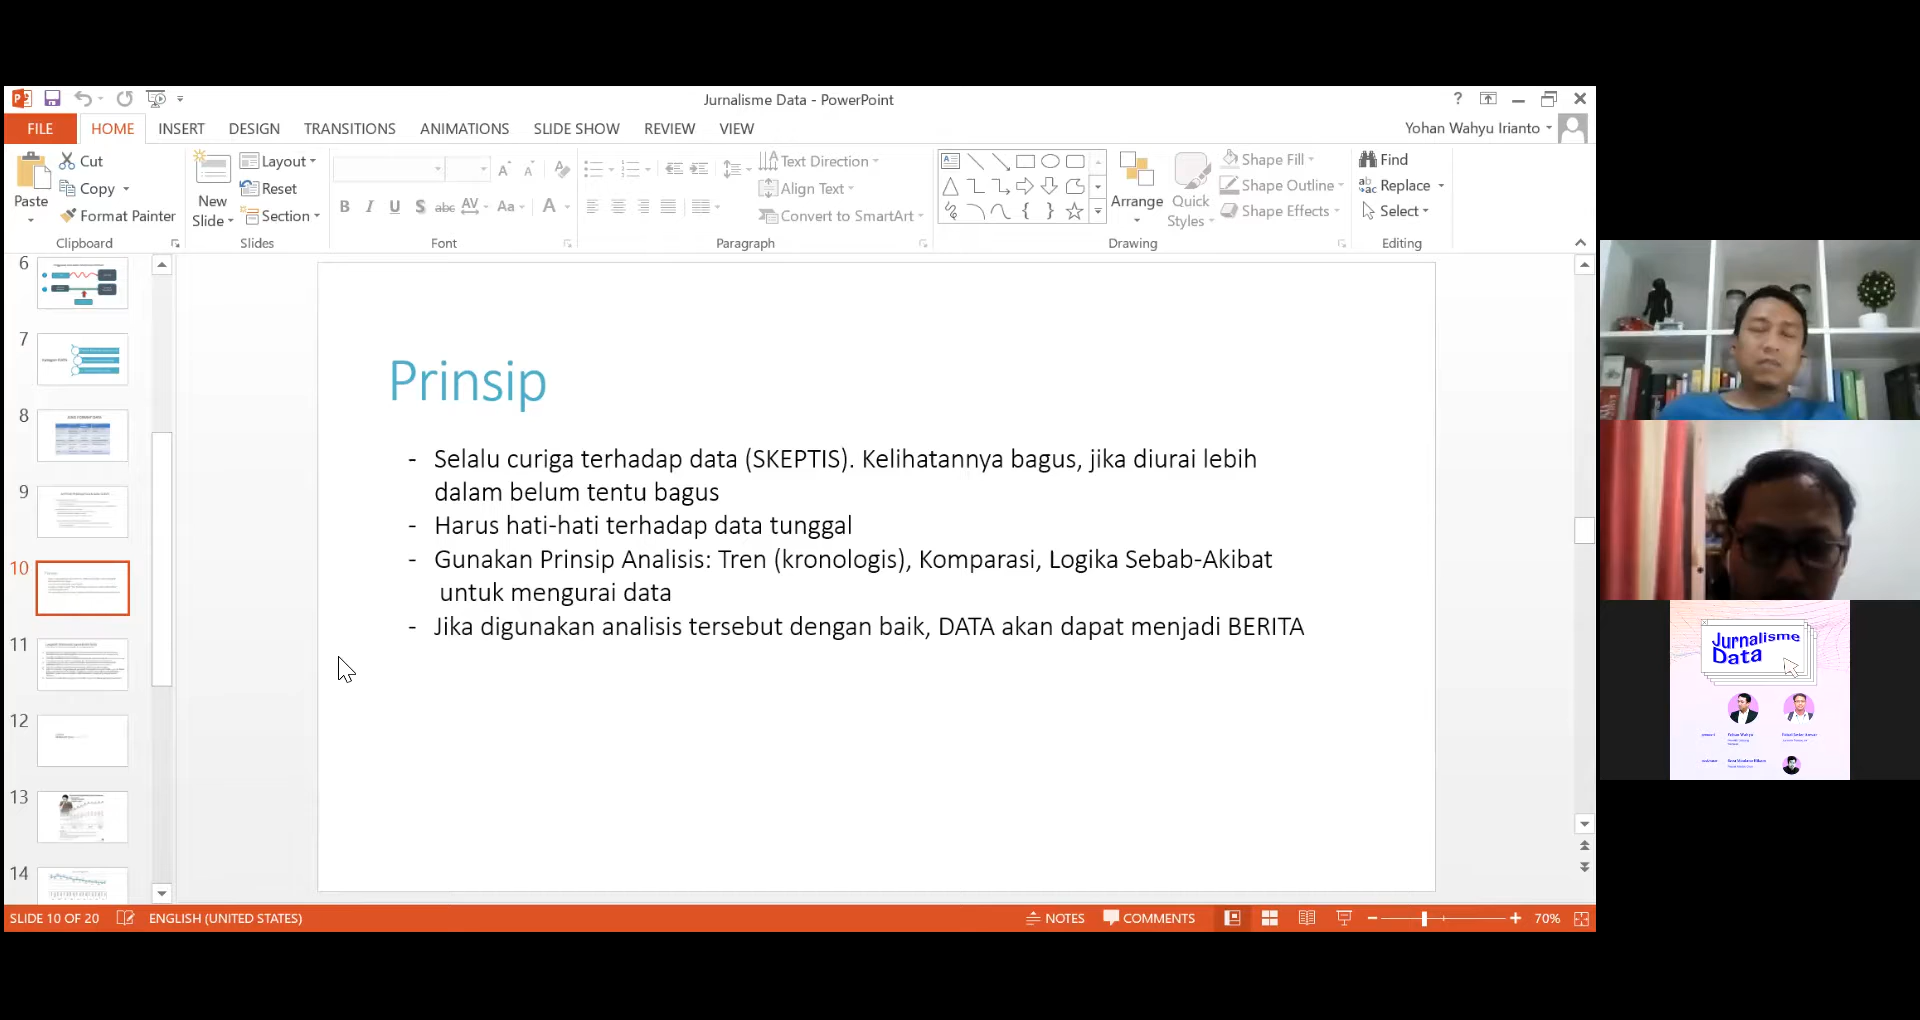 Jurnalisme Data - PowerPoint
?
FILE HOME INSERT DESIGN TRANSITIONS ANIMATIONS SLIDE SHOW REVIEW VIEW
Yohan Wahyu Irianto
Paste
Cut
Copy
Format Painter
Clipboard
New
Slide
Layout
Reset
Section
Slides
B I U S abc AV Aa A
Font
Text Direction
Align Text
Convert to SmartArt
Paragraph
Arrange
Quick
Styles
Shape Fill
Shape Outline
Shape Effects
Drawing
Find
Replace
Select
Editing
6
7
8
9
10
11
12
13
14
Prinsip
- Selalu curiga terhadap data (SKEPTIS). Kelihatannya bagus, jika diurai lebih
dalam belum tentu bagus
- Harus hati-hati terhadap data tunggal
- Gunakan Prinsip Analisis: Tren (kronologis), Komparasi, Logika Sebab-Akibat
untuk mengurai data
- Jika digunakan analisis tersebut dengan baik, DATA akan dapat menjadi BERITA
Jurnalisme
Data
SLIDE 10 OF 20
ENGLISH (UNITED STATES)
NOTES
COMMENTS
70%